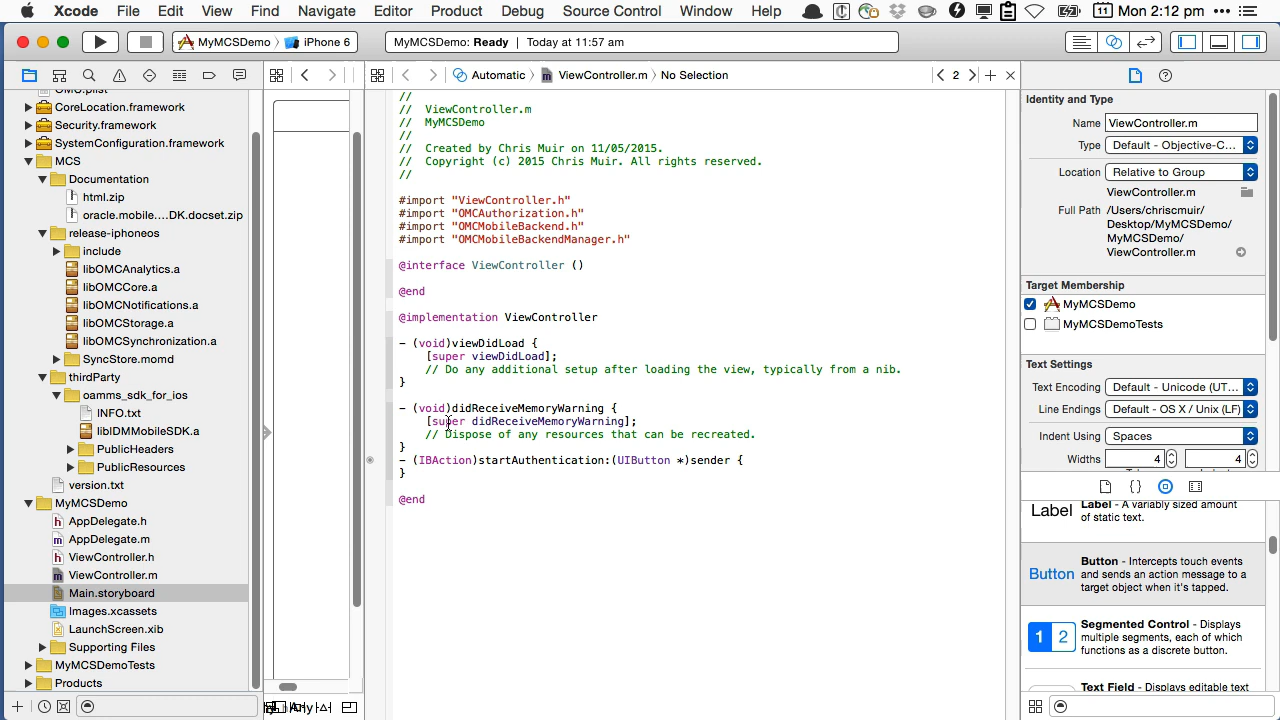 Xcode File Edit View Find Navigate Editor Product Debug Source Control Window Help
11 Mon 2:12 pm
MyMCSDemo iPhone 6
MyMCSDemo: Ready | Today at 11:57 am
Automatic ViewController.m No Selection
2
CoreLocation.framework
Security.framework
SystemConfiguration.framework
MCS
Documentation
html.zip
oracle.mobile....DK.docset.zip
release-iphoneos
include
libOMCAnalytics.a
libOMCCore.a
libOMCNotifications.a
libOMCStorage.a
libOMCSynchronization.a
SyncStore.momd
thirdParty
oamms_sdk_for_ios
INFO.txt
libIDMMobileSDK.a
PublicHeaders
PublicResources
version.txt
MyMCSDemo
AppDelegate.h
AppDelegate.m
ViewController.h
ViewController.m
Main.storyboard
Images.xcassets
LaunchScreen.xib
Supporting Files
MyMCSDemoTests
Products
Any
//
// ViewController.m
// MyMCSDemo
//
// Created by Chris Muir on 11/05/2015.
// Copyright (c) 2015 Chris Muir. All rights reserved.
//
#import "ViewController.h"
#import "OMCAuthorization.h"
#import "OMCMobileBackend.h"
#import "OMCMobileBackendManager.h"
@interface ViewController ()
@end
@implementation ViewController
- (void)viewDidLoad {
[super viewDidLoad];
// Do any additional setup after loading the view, typically from a nib.
}
- (void)didReceiveMemoryWarning {
[super didReceiveMemoryWarning];
// Dispose of any resources that can be recreated.
}
- (IBAction)startAuthentication:(UIButton *)sender {
}
@end
Identity and Type
Name ViewController.m
Type Default - Objective-C...
Location Relative to Group
ViewController.m
Full Path /Users/chriscmuir/
Desktop/MyMCSDemo/
MyMCSDemo/
ViewController.m
Target Membership
MyMCSDemo
MyMCSDemoTests
Text Settings
Text Encoding Default - Unicode (UT...
Line Endings Default - OS X / Unix (LF)
Indent Using Spaces
Widths 4 4
{}
Label Label - A variably sized amount
of static text.
Button Button - Intercepts touch events
and sends an action message to a
target object when it's tapped.
1 2 Segmented Control - Displays
multiple segments, each of which
functions as a discrete button.
Text Field - Displays editable text